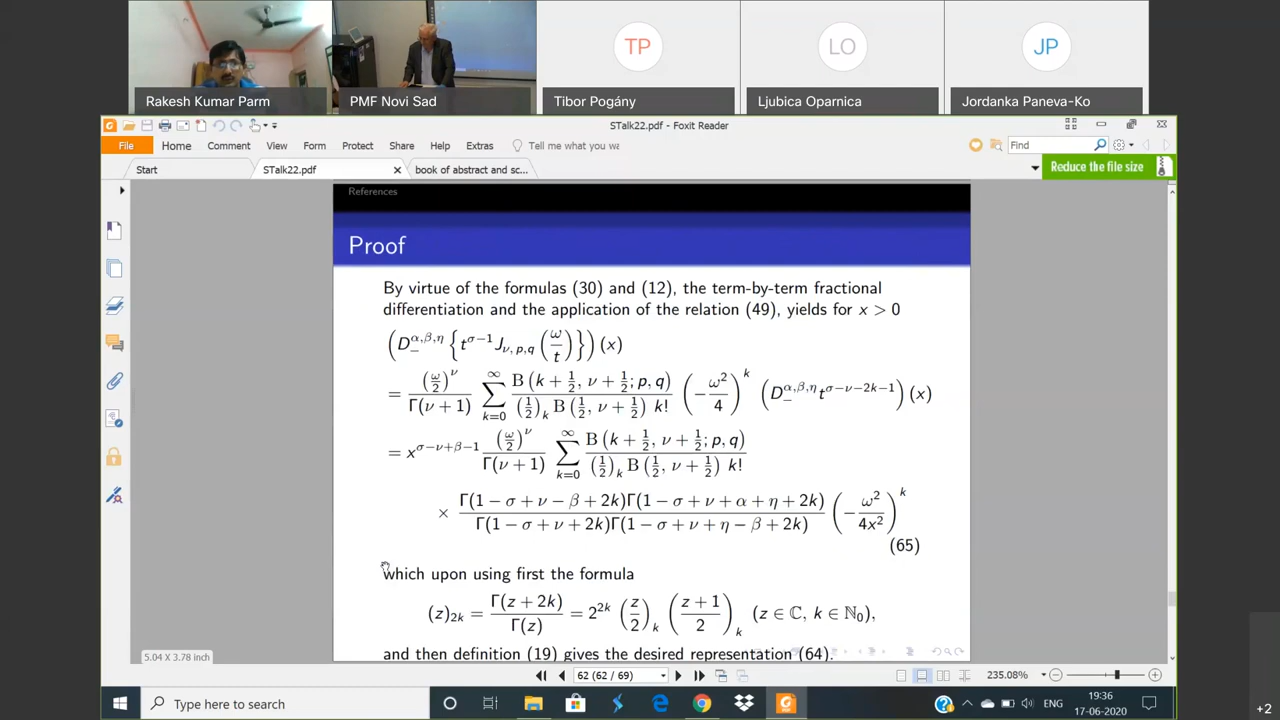 TP
LO
JP
Rakesh Kumar Parm
PMF Novi Sad
Tibor Pogány
Ljubica Oparnica
Jordanka Paneva-Ko
STalk22.pdf - Foxit Reader
File Home Comment View Form Protect Share Help Extras Tell me what you wa
Find
Start
STalk22.pdf
book of abstract and sc...
Reduce the file size
References
Proof
By virtue of the formulas (30) and (12), the term-by-term fractional
differentiation and the application of the relation (49), yields for x > 0
(D_-^{α,β,η} {t^{σ−1} J_{ν,p,q} (ω/t)}) (x)
= (ω/2)^ν / Γ(ν + 1) ∑_{k=0}^∞ B(k + 1/2, ν + 1/2; p, q) / ((1/2)_k B(1/2, ν + 1/2) k!) (−ω²/4)^k (D_-^{α,β,η} t^{σ−ν−2k−1}) (x)
= x^{σ−ν+β−1} (ω/2)^ν / Γ(ν + 1) ∑_{k=0}^∞ B(k + 1/2, ν + 1/2; p, q) / ((1/2)_k B(1/2, ν + 1/2) k!)
× Γ(1 − σ + ν − β + 2k)Γ(1 − σ + ν + α + η + 2k) / Γ(1 − σ + ν + 2k)Γ(1 − σ + ν + η − β + 2k) (−ω²/4x²)^k
(65)
which upon using first the formula
(z)_{2k} = Γ(z + 2k) / Γ(z) = 2^{2k} (z/2)_k ((z + 1)/2)_k (z ∈ ℂ, k ∈ ℕ₀),
and then definition (19) gives the desired representation (64).
5.04 x 3.78 inch
62 (62 / 69)
235.08%
Type here to search
ENG
19:36
17-06-2020
+2